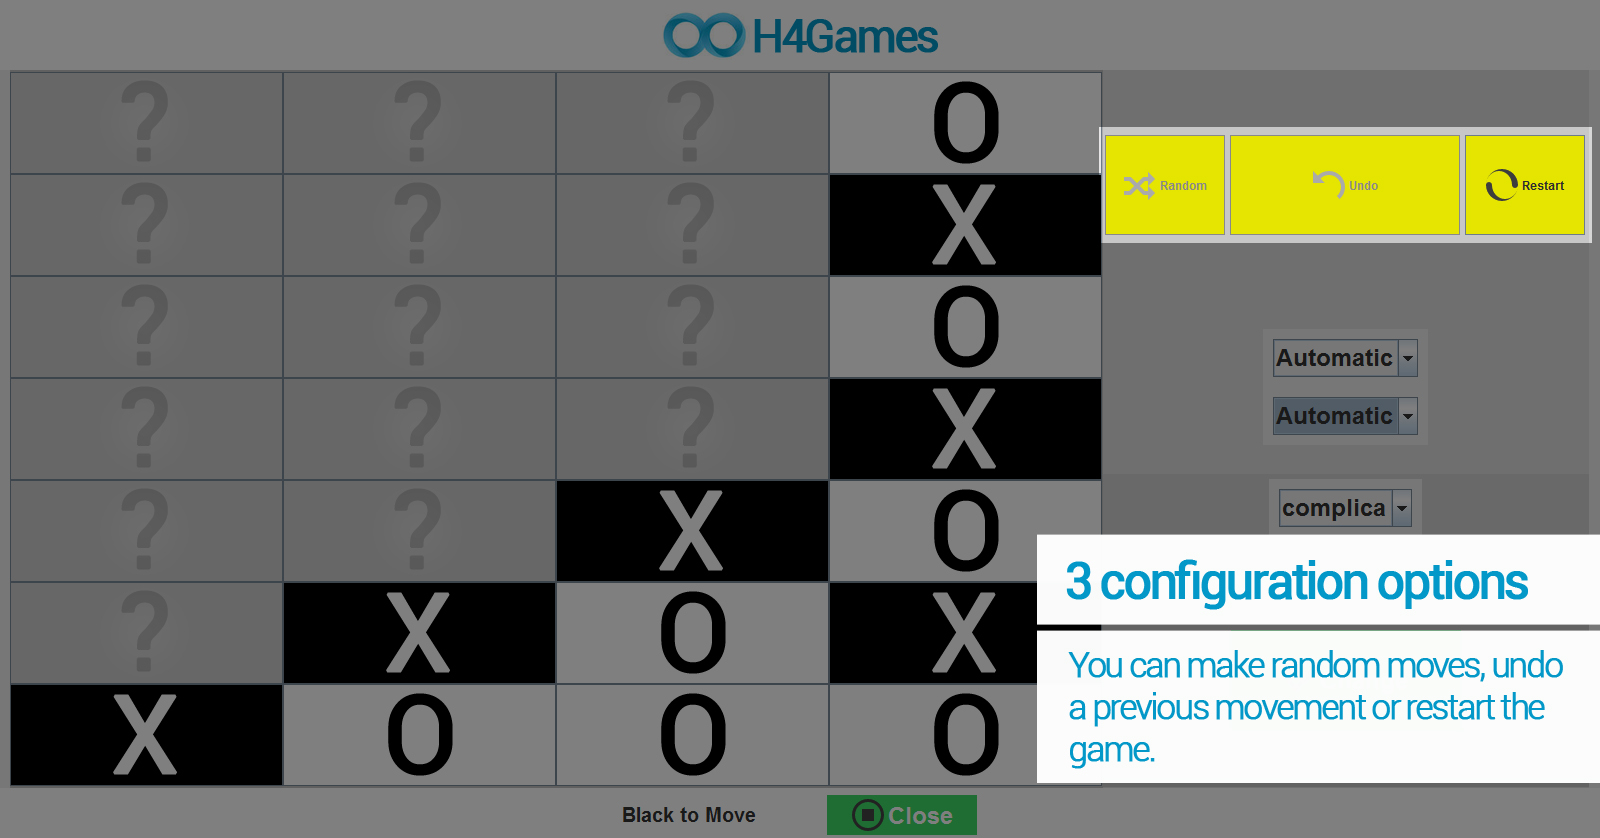 H4Games
? ? ? O
? ? ? X
? ? ? O
? ? ? X
? ? X O
? X O X
X O O O
Random
Undo
Restart
Automatic
Automatic
complica
3 configuration options
You can make random moves, undo
a previous movement or restart the
game.
Black to Move
Close